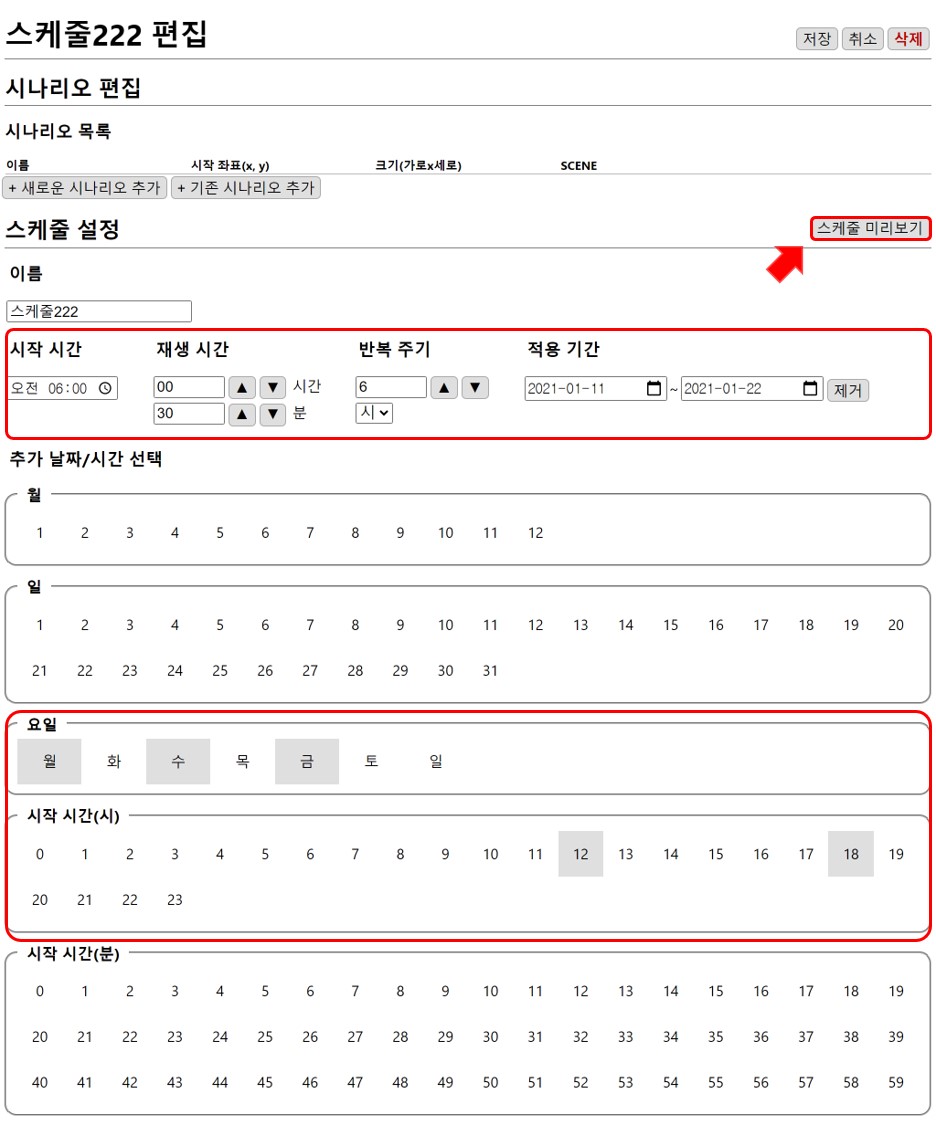 스케줄222 편집
저장 취소 삭제
시나리오 편집
시나리오 목록
이름 시작 좌표(x, y) 크기(가로x세로) SCENE
+ 새로운 시나리오 추가 + 기존 시나리오 추가
스케줄 설정 스케줄 미리보기
이름
스케줄222
시작 시간 재생 시간 반복 주기 적용 기간
오전 06:00 00 ▲ ▼ 시간 6 ▲ ▼ 2021-01-11 ~ 2021-01-22 제거
30 ▲ ▼ 분 시
추가 날짜/시간 선택
월
1 2 3 4 5 6 7 8 9 10 11 12
일
1 2 3 4 5 6 7 8 9 10 11 12 13 14 15 16 17 18 19 20
21 22 23 24 25 26 27 28 29 30 31
요일
월 화 수 목 금 토 일
시작 시간(시)
0 1 2 3 4 5 6 7 8 9 10 11 12 13 14 15 16 17 18 19
20 21 22 23
시작 시간(분)
0 1 2 3 4 5 6 7 8 9 10 11 12 13 14 15 16 17 18 19
20 21 22 23 24 25 26 27 28 29 30 31 32 33 34 35 36 37 38 39
40 41 42 43 44 45 46 47 48 49 50 51 52 53 54 55 56 57 58 59